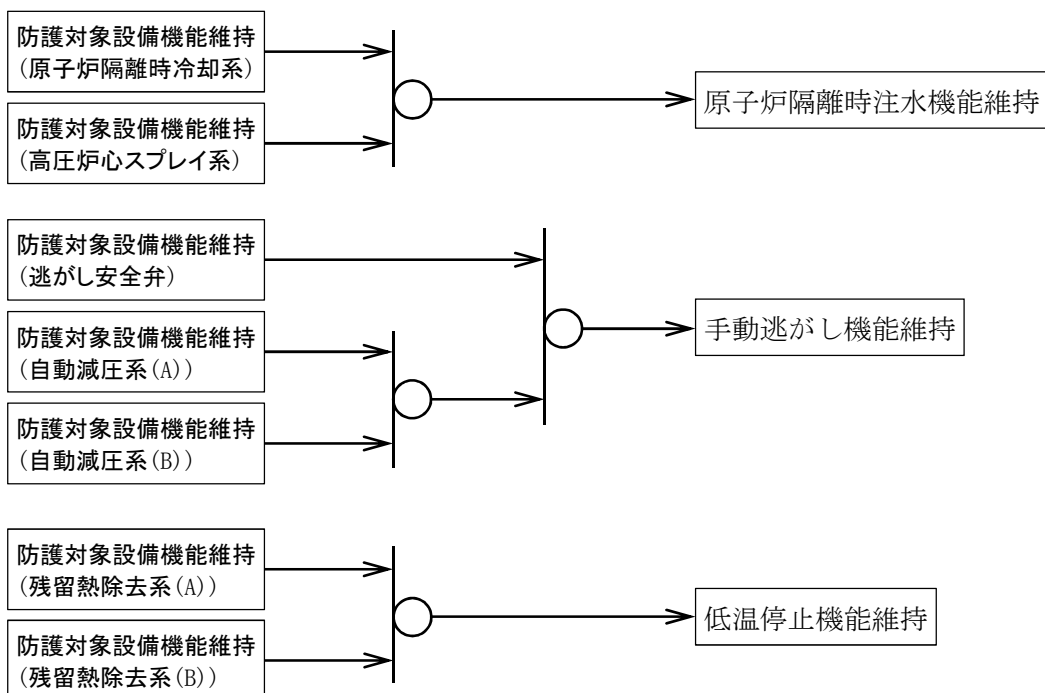 防護対象設備機能維持
(原子炉隔離時冷却系)
原子炉隔離時注水機能維持
防護対象設備機能維持
(高圧炉心スプレイ系)
防護対象設備機能維持
(逃がし安全弁)
手動逃がし機能維持
防護対象設備機能維持
(自動減圧系(A))
防護対象設備機能維持
(自動減圧系(B))
防護対象設備機能維持
(残留熱除去系(A))
低温停止機能維持
防護対象設備機能維持
(残留熱除去系(B))